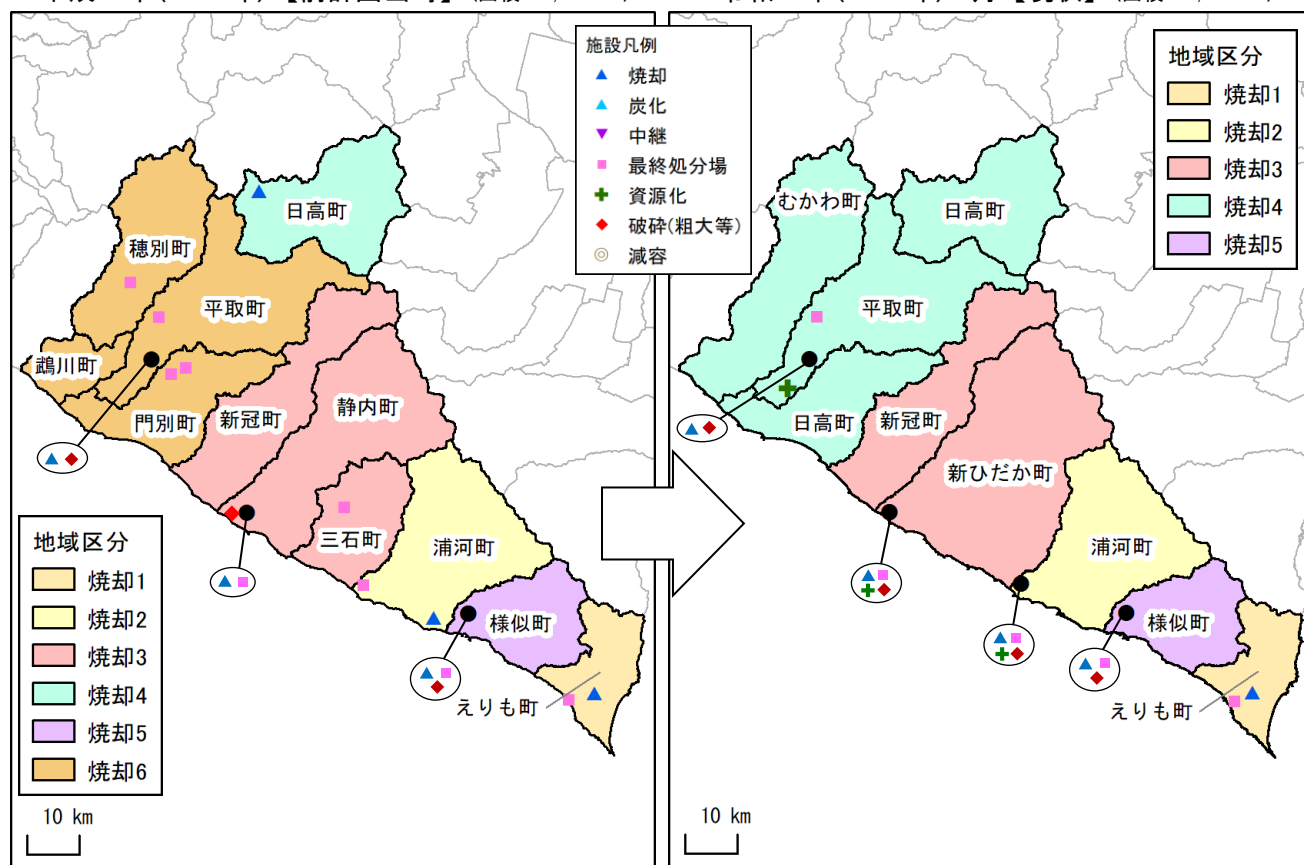 施設凡例
焼却
炭化
中継
最終処分場
資源化
破砕(粗大等)
減容
日高町
穂別町
平取町
鵡川町
門別町
新冠町
静内町
三石町
浦河町
様似町
えりも町
地域区分
焼却1
焼却2
焼却3
焼却4
焼却5
焼却6
10 km
地域区分
焼却1
焼却2
焼却3
焼却4
焼却5
むかわ町
日高町
平取町
日高町
新冠町
新ひだか町
浦河町
様似町
えりも町
10 km